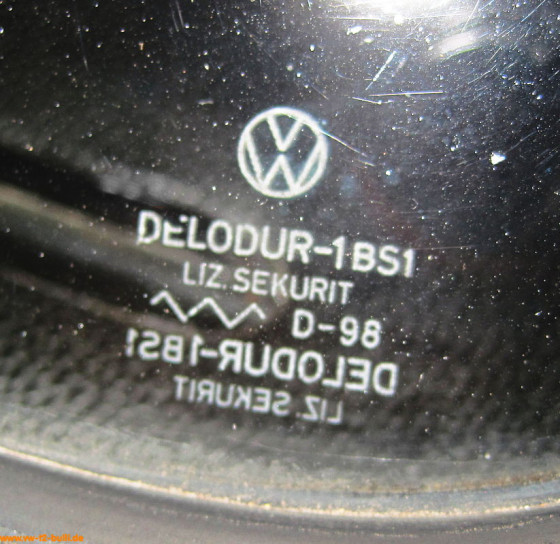 DELODUR-1BS1
LIZ. SEKURIT
D-98
DELODUR-1BS1
LIZ. SEKURIT